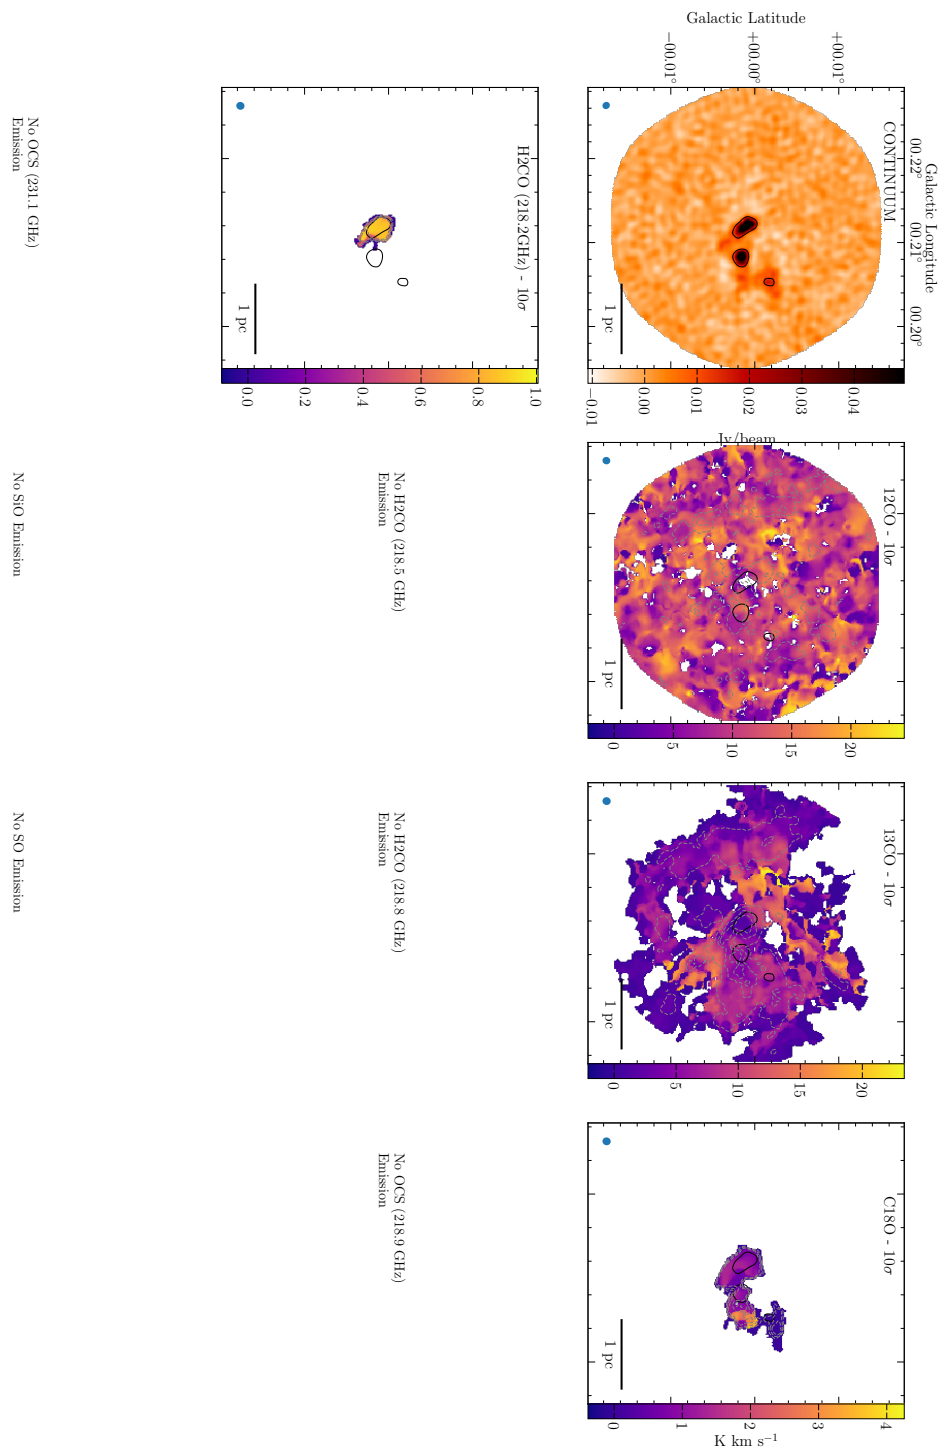 Galactic Longitude
00.22°
00.21°
00.20°
Galactic Latitude
+00.01°
+00.00°
−00.01°
CONTINUUM
1 pc
0.04
0.03
0.02
0.01
0.00
−0.01
Jy/beam
12CO - 10σ
1 pc
20
15
10
5
0
13CO - 10σ
1 pc
20
15
10
5
0
C18O - 10σ
1 pc
4
3
2
1
0
K km s⁻¹
H2CO (218.2GHz) - 10σ
1 pc
1.0
0.8
0.6
0.4
0.2
0.0
No H2CO (218.5 GHz)
Emission
No H2CO (218.8 GHz)
Emission
No OCS (218.9 GHz)
Emission
No OCS (231.1 GHz)
Emission
No SiO Emission
No SO Emission